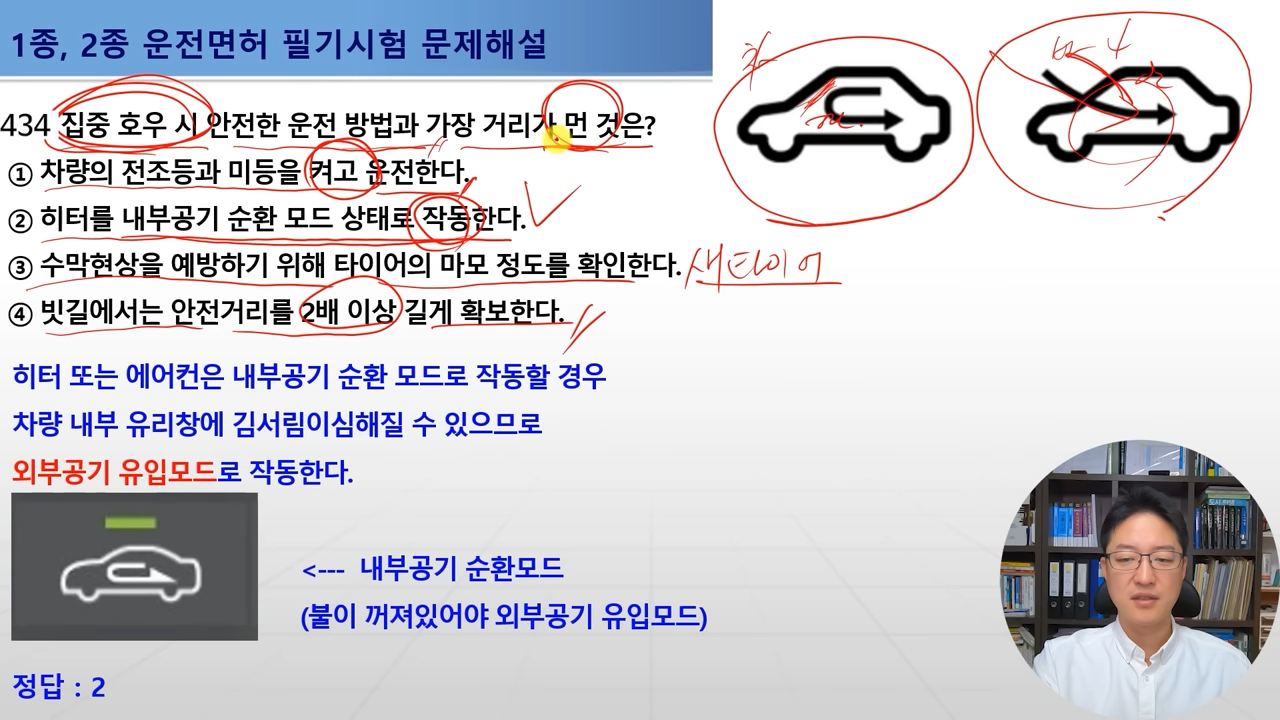 1종, 2종 운전면허 필기시험 문제해설
434 집중 호우 시 안전한 운전 방법과 가장 거리가 먼 것은?
① 차량의 전조등과 미등을 켜고 운전한다.
② 히터를 내부공기 순환 모드 상태로 작동한다.
③ 수막현상을 예방하기 위해 타이어의 마모 정도를 확인한다. 새타이어
④ 빗길에서는 안전거리를 2배 이상 길게 확보한다.
히터 또는 에어컨은 내부공기 순환 모드로 작동할 경우
차량 내부 유리창에 김서림이심해질 수 있으므로
외부공기 유입모드로 작동한다.
<--- 내부공기 순환모드
(불이 꺼져있어야 외부공기 유입모드)
정답 : 2